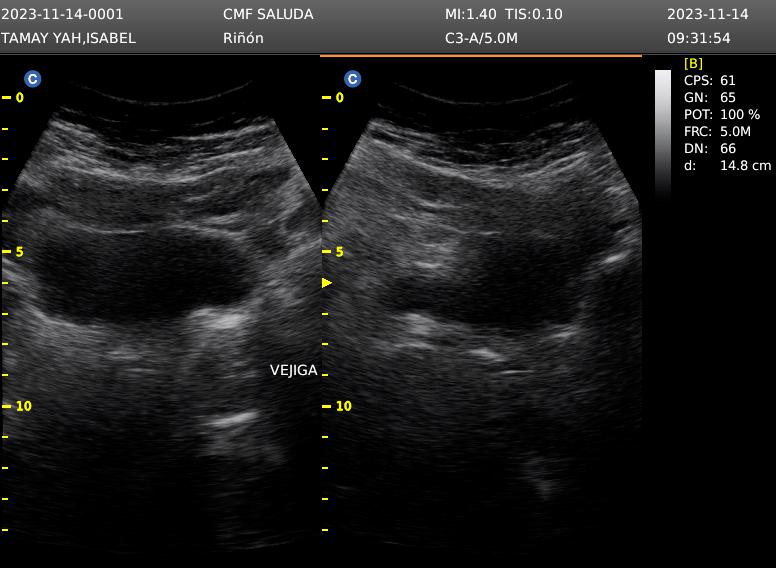 2023-11-14-0001 CMF SALUDA MI:1.40 TIS:0.10 2023-11-14
TAMAY YAH,ISABEL Riñón C3-A/5.0M 09:31:54
[B]
CPS: 61
GN: 65
POT: 100 %
FRC: 5.0M
DN: 66
d: 14.8 cm
C C
0 0
5 5
VEJIGA
10 10